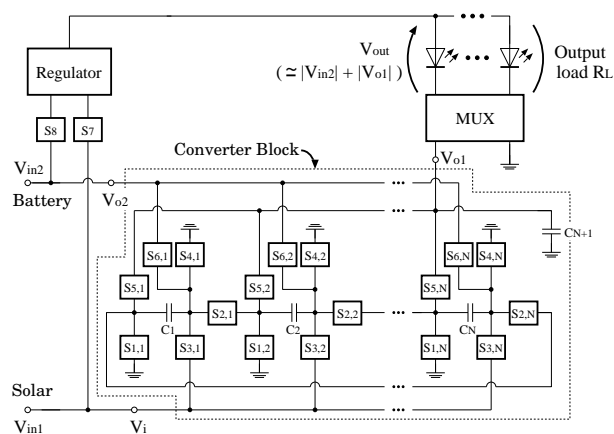 Vout
( ≃ |Vin2| + |Vo1| )
Output
load RL
Regulator
MUX
S8
S7
Converter Block
Vo1
Vin2
Battery
Vo2
CN+1
S6,1
S4,1
S6,2
S4,2
S6,N
S4,N
S5,1
S5,2
S5,N
C1
S2,1
C2
S2,2
CN
S2,N
S1,1
S3,1
S1,2
S3,2
S1,N
S3,N
Solar
Vin1
Vi